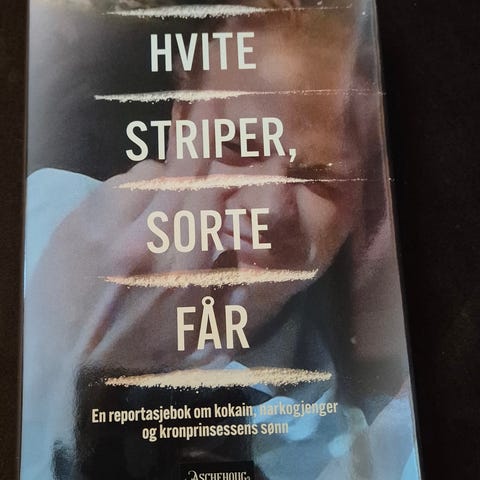 HVITE
STRIPER,
SORTE
FÅR
En reportasjebok om kokain, narkogjenger
og kronprinsessens sønn
ASCHEHOUG